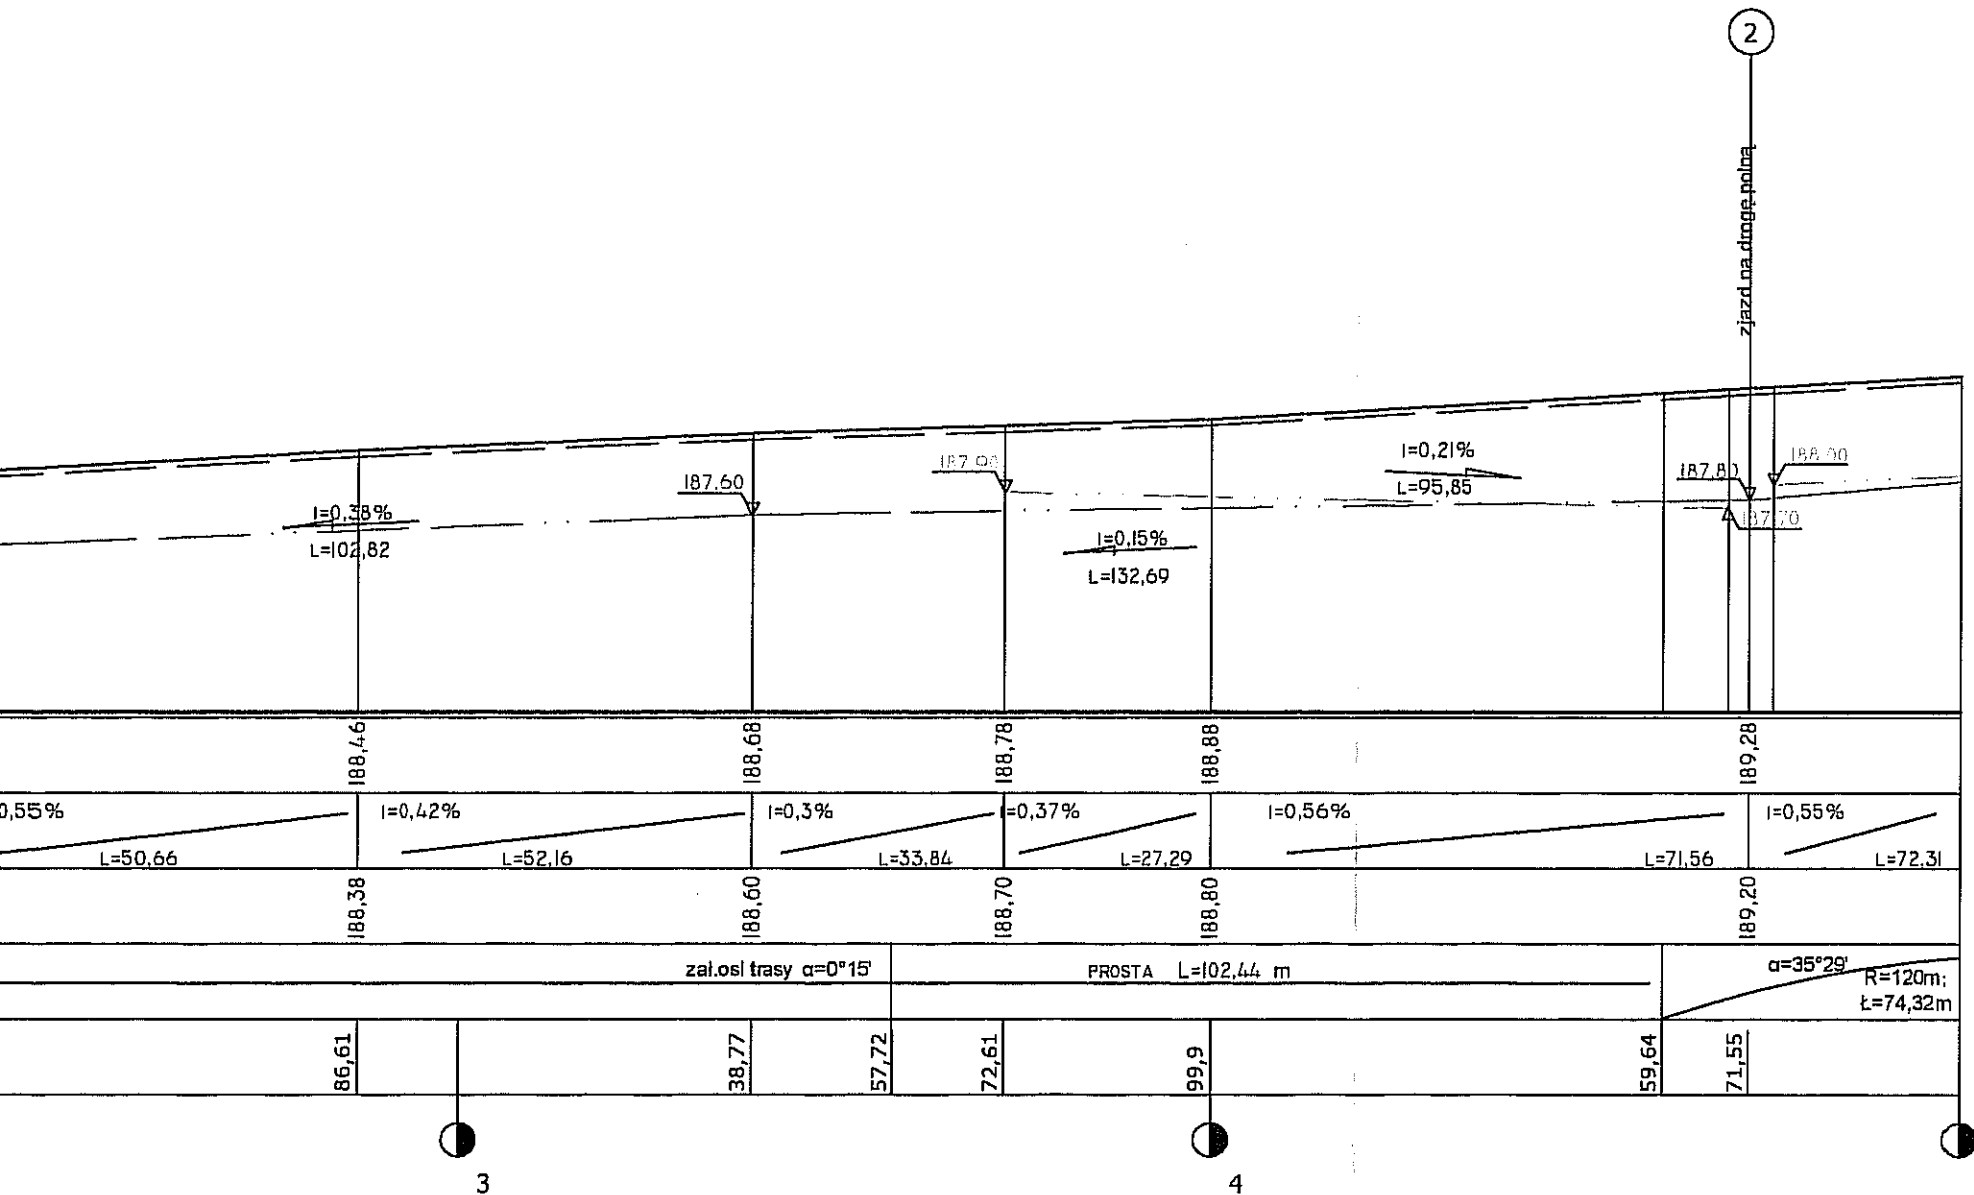 2
zjazd na drogę polną
I=0,21%
L=95,85
187,90
187,60
187,80
188,00
187,70
I=0,38%
L=102,82
I=0,15%
L=132,69
188,46
188,68
188,78
188,88
189,28
0,55%
L=50,66
I=0,42%
L=52,16
I=0,3%
L=33,84
I=0,37%
L=27,29
I=0,56%
L=71,56
I=0,55%
L=72,31
188,38
188,60
188,70
188,80
189,20
zał.osi trasy α=0°15'
PROSTA L=102,44 m
α=35°29'
R=120m;
Ł=74,32m
86,61
38,77
57,72
72,61
99,9
59,64
71,55
3
4